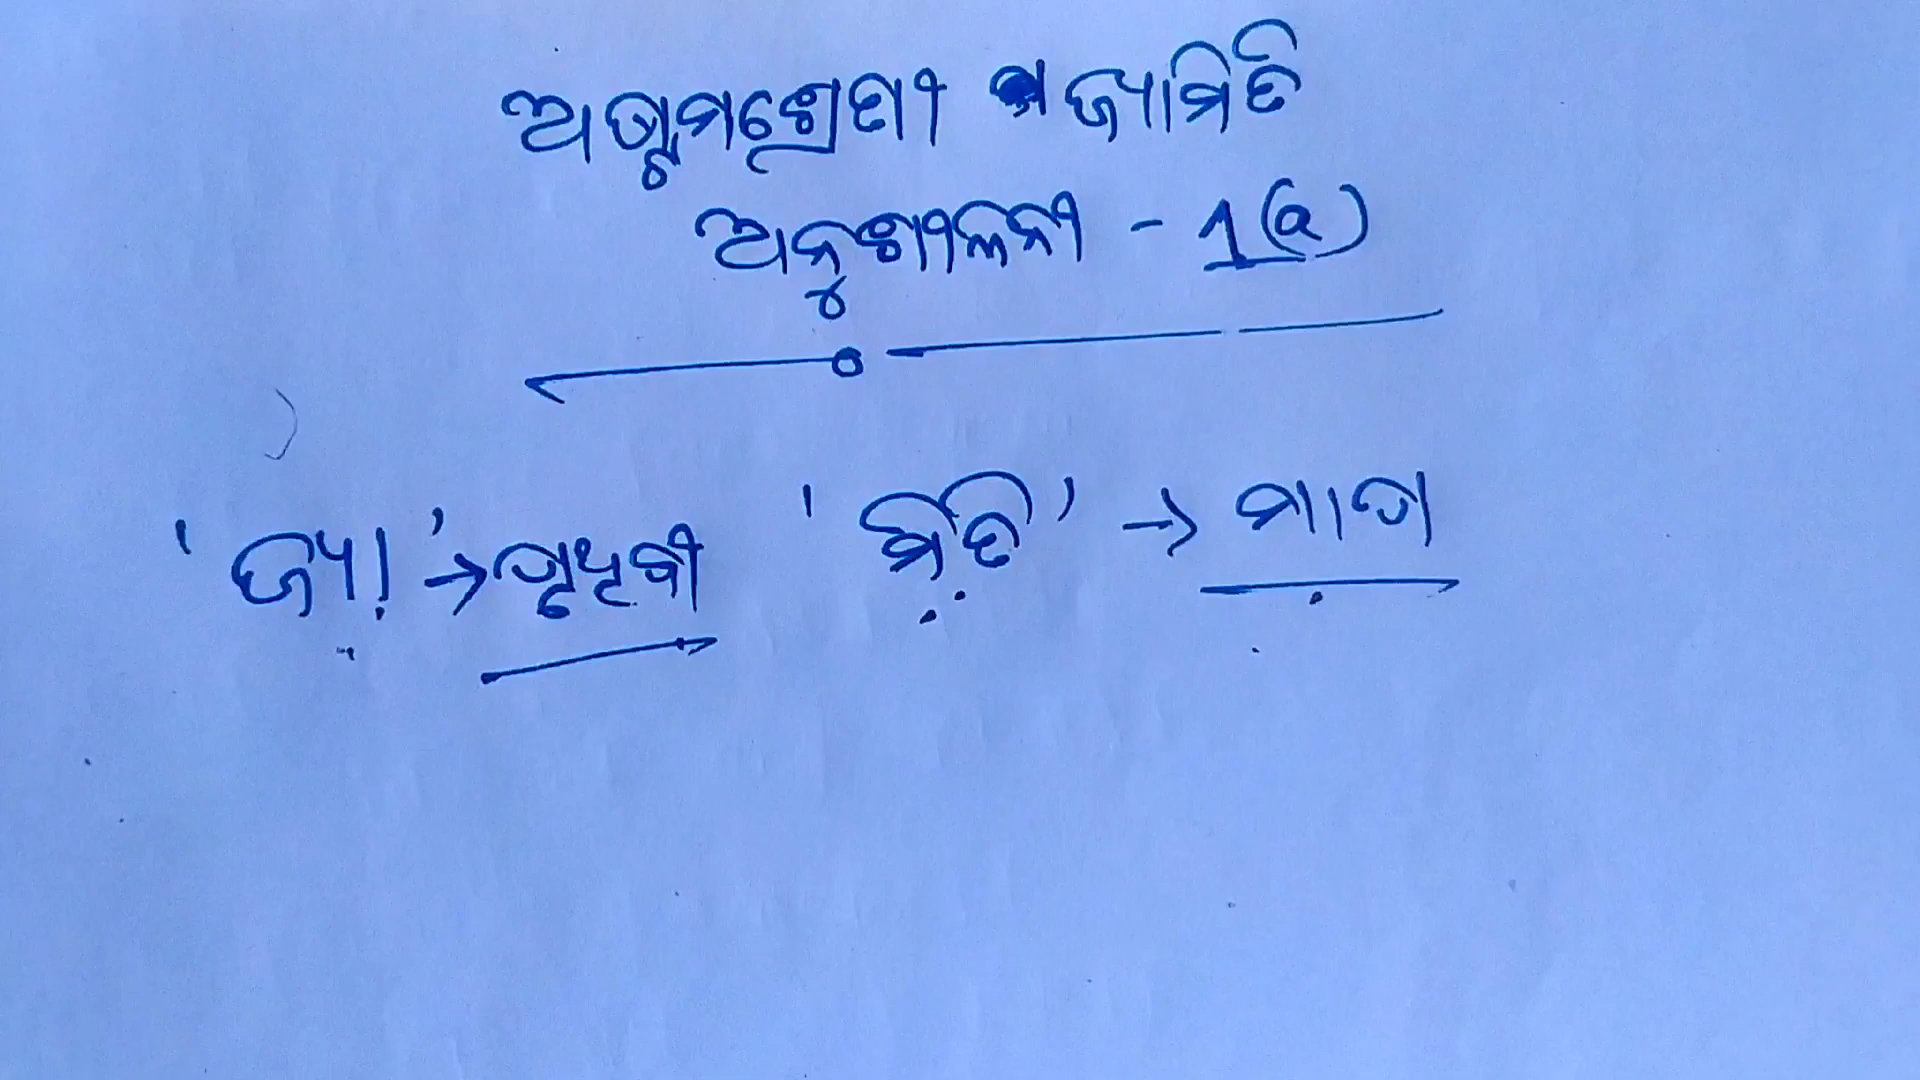 ଅଷ୍ଟମଶ୍ରେଣୀ ଜ୍ୟାମିତି
ଅନୁଶୀଳନୀ - 1(a)
'ଜ୍ୟା' → ପୃଥିବୀ 'ମିତି' → ମାପ